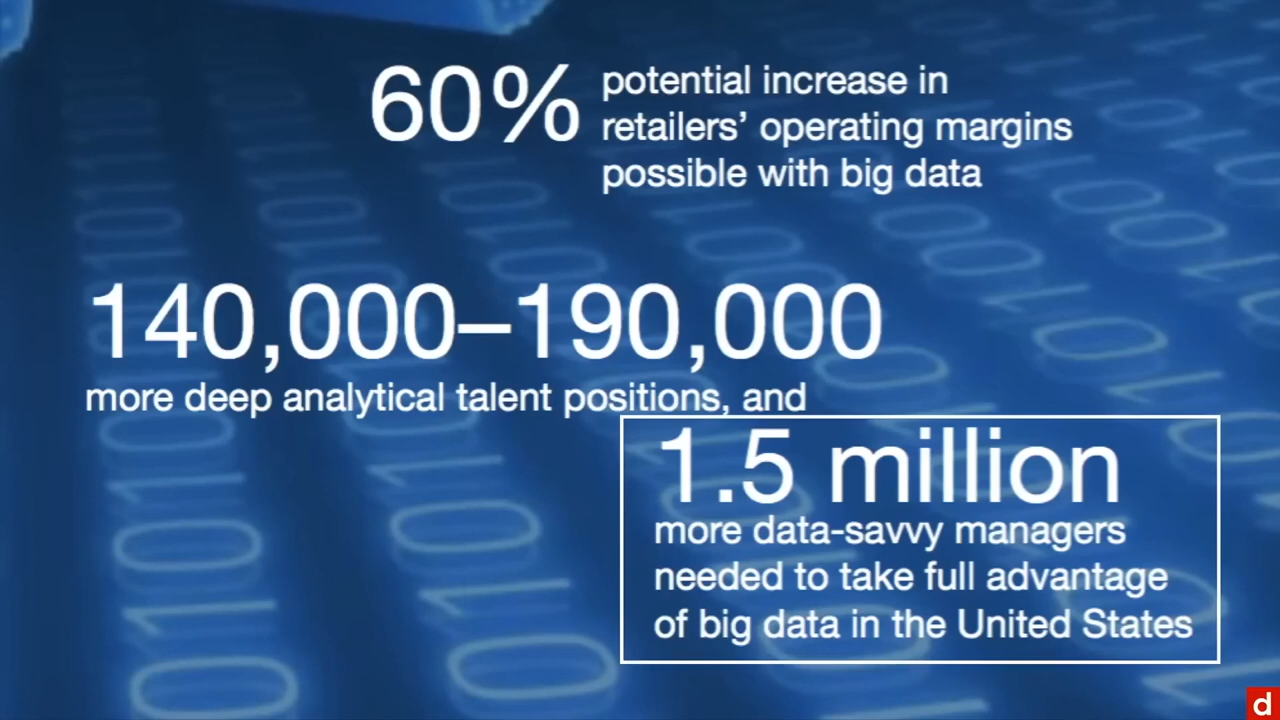 60%
potential increase in
retailers’ operating margins
possible with big data
140,000–190,000
more deep analytical talent positions, and
1.5 million
more data-savvy managers
needed to take full advantage
of big data in the United States
d